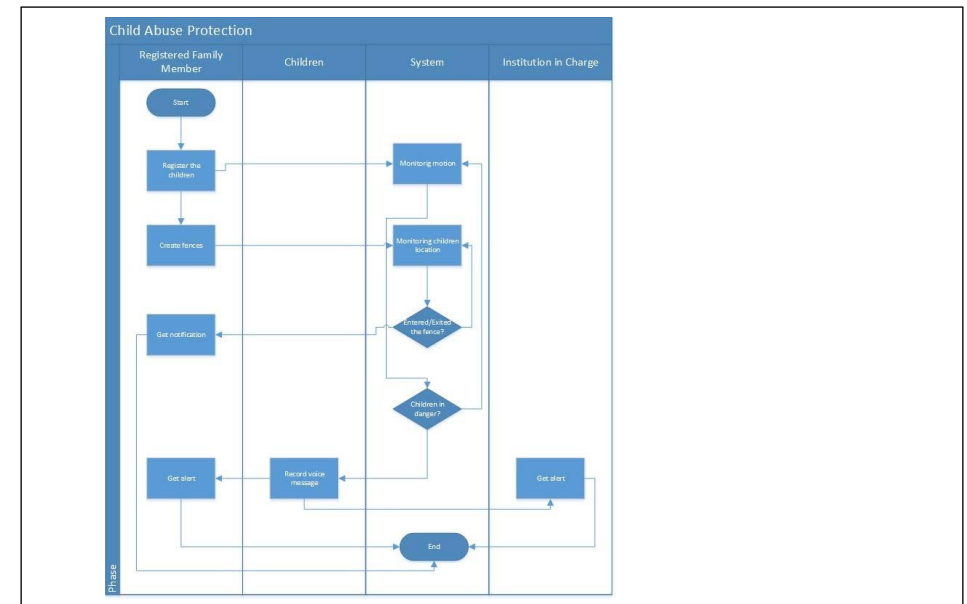 Child Abuse Protection
Registered Family
Member
Children
System
Institution in Charge
Start
Register the
children
Monitorig motion
Create fences
Monitoring children
location
Entered/Exited
the fence?
Get notification
Children in
danger?
Get alert
Record voice
message
Get alert
End
Phase